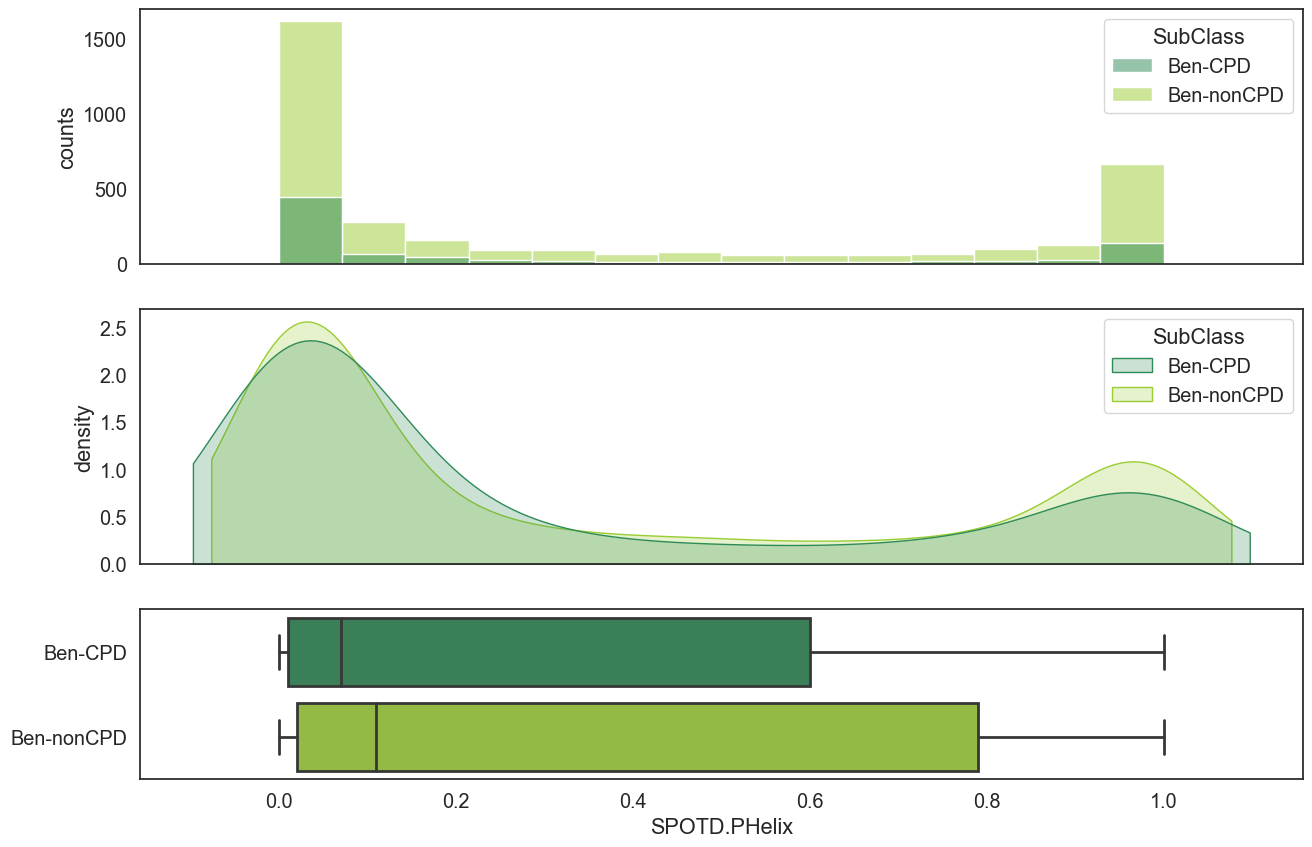 1500
1000
500
0
counts
SubClass
Ben-CPD
Ben-nonCPD
2.5
2.0
1.5
1.0
0.5
0.0
density
SubClass
Ben-CPD
Ben-nonCPD
Ben-CPD
Ben-nonCPD
0.0 0.2 0.4 0.6 0.8 1.0
SPOTD.PHelix